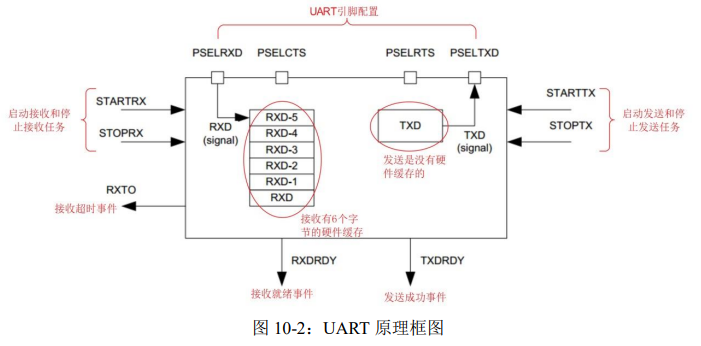 UART引脚配置
PSELRXD
PSELCTS
PSELRTS
PSELTXD
启动接收和停
止接收任务
STARTRX
STOPRX
RXD
(signal)
RXD-5
RXD-4
RXD-3
RXD-2
RXD-1
RXD
TXD
TXD
(signal)
STARTTX
STOPTX
启动发送和停
止发送任务
发送是没有硬
件缓存的
接收有6个字
节的硬件缓存
RXTO
接收超时事件
RXDRDY
接收就绪事件
TXDRDY
发送成功事件
图 10-2：UART 原理框图